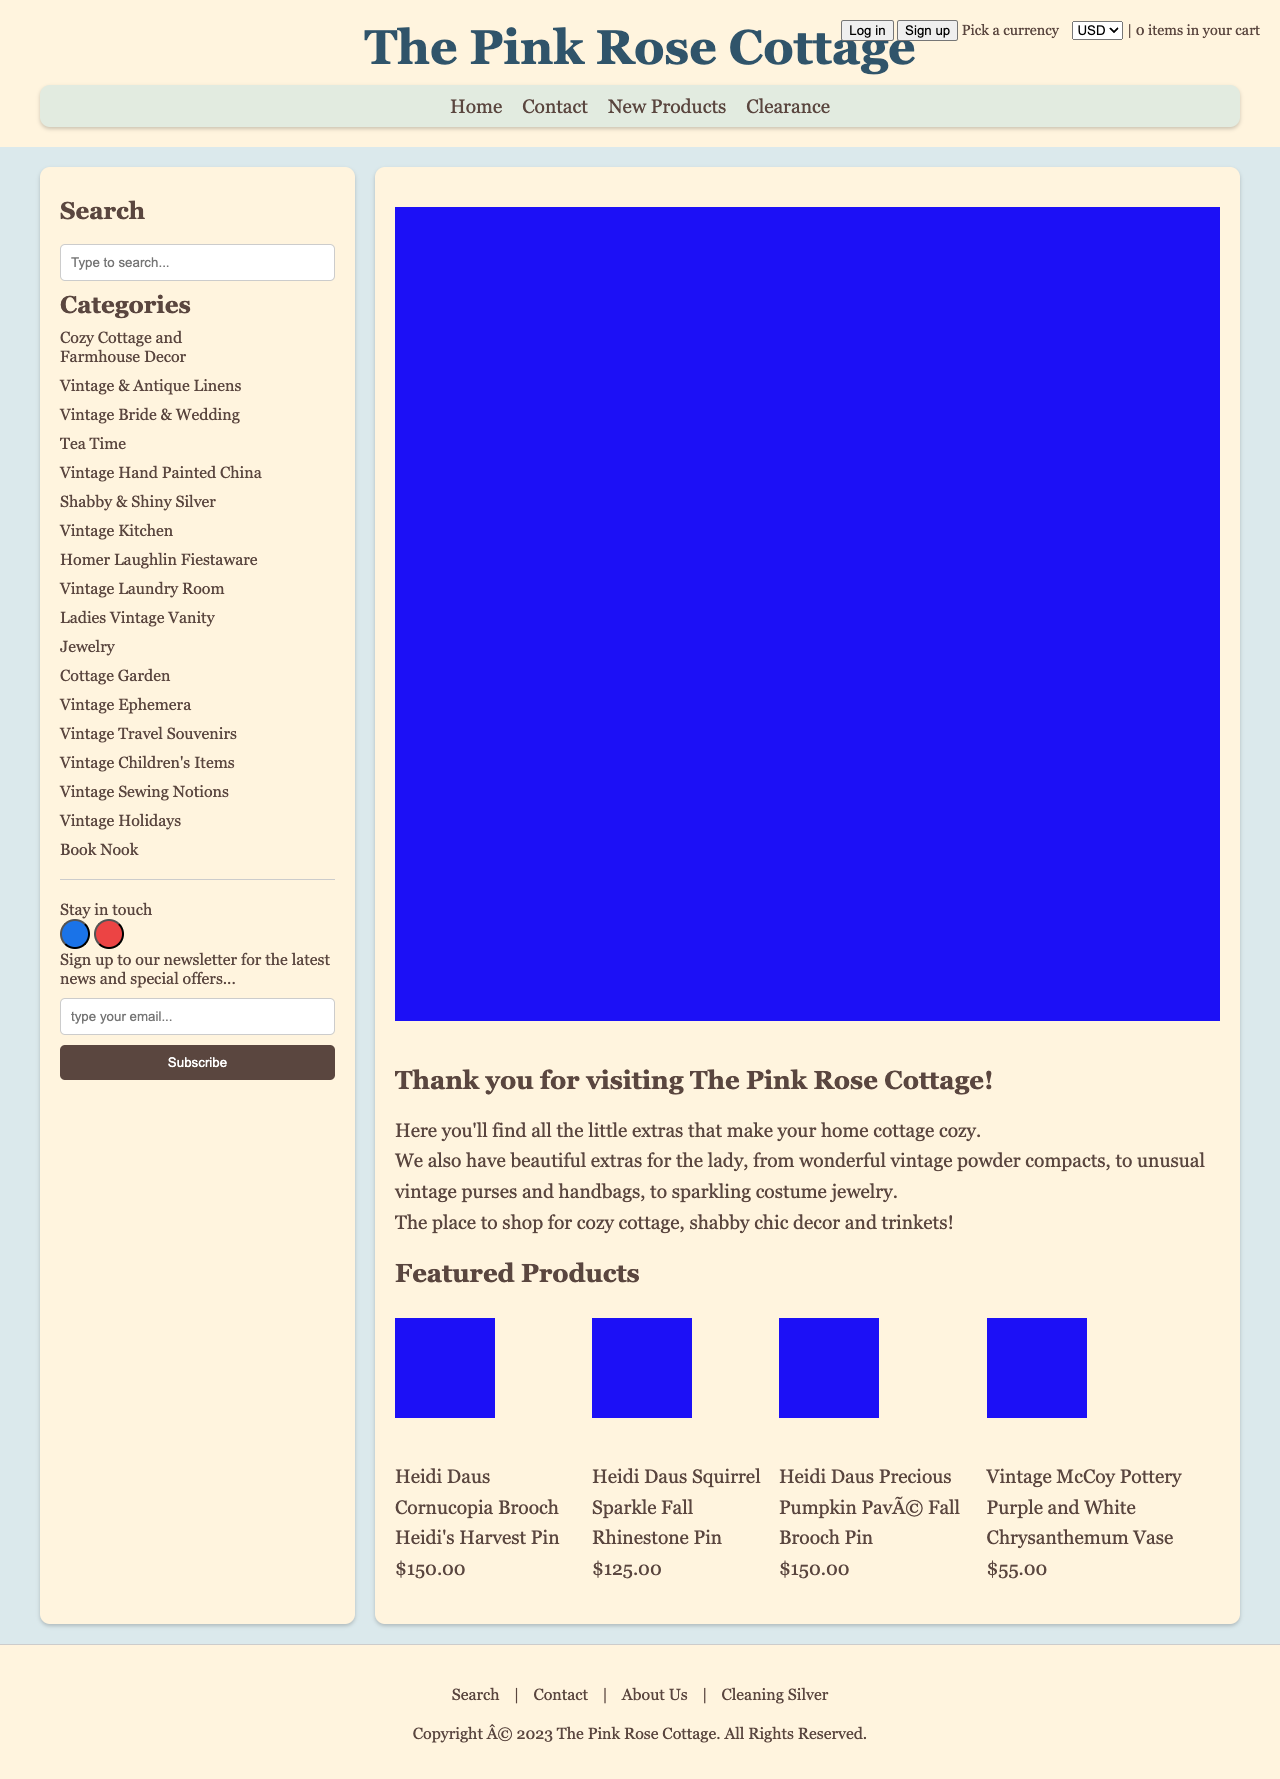 The Pink Rose Cottage
Log in Sign up Pick a currency USD | 0 items in your cart
Home Contact New Products Clearance
Search
Type to search...
Categories
Cozy Cottage and
Farmhouse Decor
Vintage & Antique Linens
Vintage Bride & Wedding
Tea Time
Vintage Hand Painted China
Shabby & Shiny Silver
Vintage Kitchen
Homer Laughlin Fiestaware
Vintage Laundry Room
Ladies Vintage Vanity
Jewelry
Cottage Garden
Vintage Ephemera
Vintage Travel Souvenirs
Vintage Children's Items
Vintage Sewing Notions
Vintage Holidays
Book Nook
Stay in touch
Sign up to our newsletter for the latest
news and special offers...
type your email...
Subscribe
Thank you for visiting The Pink Rose Cottage!
Here you'll find all the little extras that make your home cottage cozy.
We also have beautiful extras for the lady, from wonderful vintage powder compacts, to unusual
vintage purses and handbags, to sparkling costume jewelry.
The place to shop for cozy cottage, shabby chic decor and trinkets!
Featured Products
Heidi Daus
Cornucopia Brooch
Heidi's Harvest Pin
$150.00
Heidi Daus Squirrel
Sparkle Fall
Rhinestone Pin
$125.00
Heidi Daus Precious
Pumpkin PavÃ© Fall
Brooch Pin
$150.00
Vintage McCoy Pottery
Purple and White
Chrysanthemum Vase
$55.00
Search | Contact | About Us | Cleaning Silver
Copyright Â© 2023 The Pink Rose Cottage. All Rights Reserved.